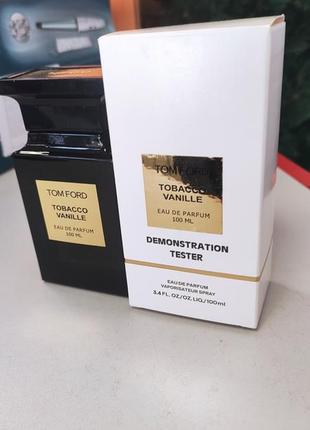 TOM FORD
TOBACCO
VANILLE
EAU DE PARFUM
100 ML
TOM FORD
TOBACCO
VANILLE
EAU DE PARFUM
100 ML
DEMONSTRATION
TESTER
EAU DE PARFUM
VAPORISATEUR SPRAY
3.4 FL. OZ/OZ. LIQ./100ml